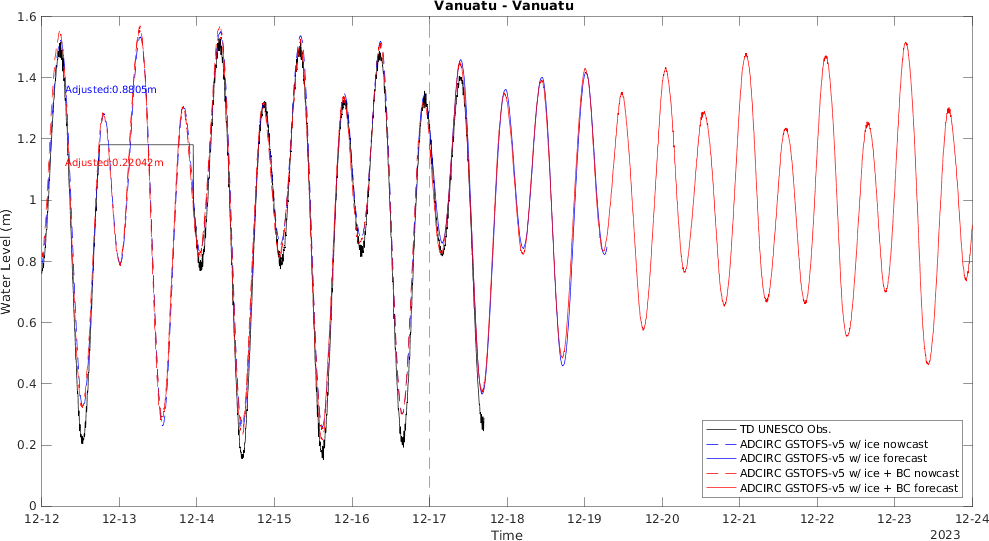 Vanuatu - Vanuatu
1.6
1.4
1.2
1
0.8
0.6
0.4
0.2
0
Water Level (m)
Adjusted:0.8805m
Adjusted:0.22042m
TD UNESCO Obs.
ADCIRC GSTOFS-v5 w/ ice nowcast
ADCIRC GSTOFS-v5 w/ ice forecast
ADCIRC GSTOFS-v5 w/ ice + BC nowcast
ADCIRC GSTOFS-v5 w/ ice + BC forecast
12-12 12-13 12-14 12-15 12-16 12-17 12-18 12-19 12-20 12-21 12-22 12-23 12-24
Time
2023